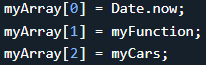 myArray[0] = Date.now;
myArray[1] = myFunction;
myArray[2] = myCars;